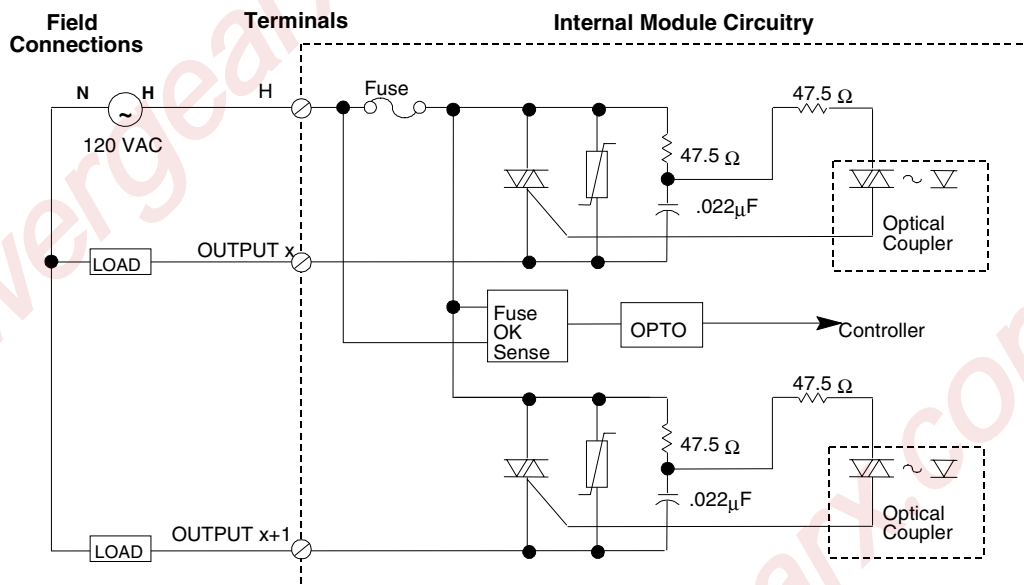 Field
Connections
Terminals
Internal Module Circuitry
N
H
~
120 VAC
H
Fuse
47.5 Ω
47.5 Ω
.022µF
Optical
Coupler
OUTPUT x
LOAD
Fuse
OK
Sense
OPTO
Controller
47.5 Ω
47.5 Ω
.022µF
Optical
Coupler
OUTPUT x+1
LOAD